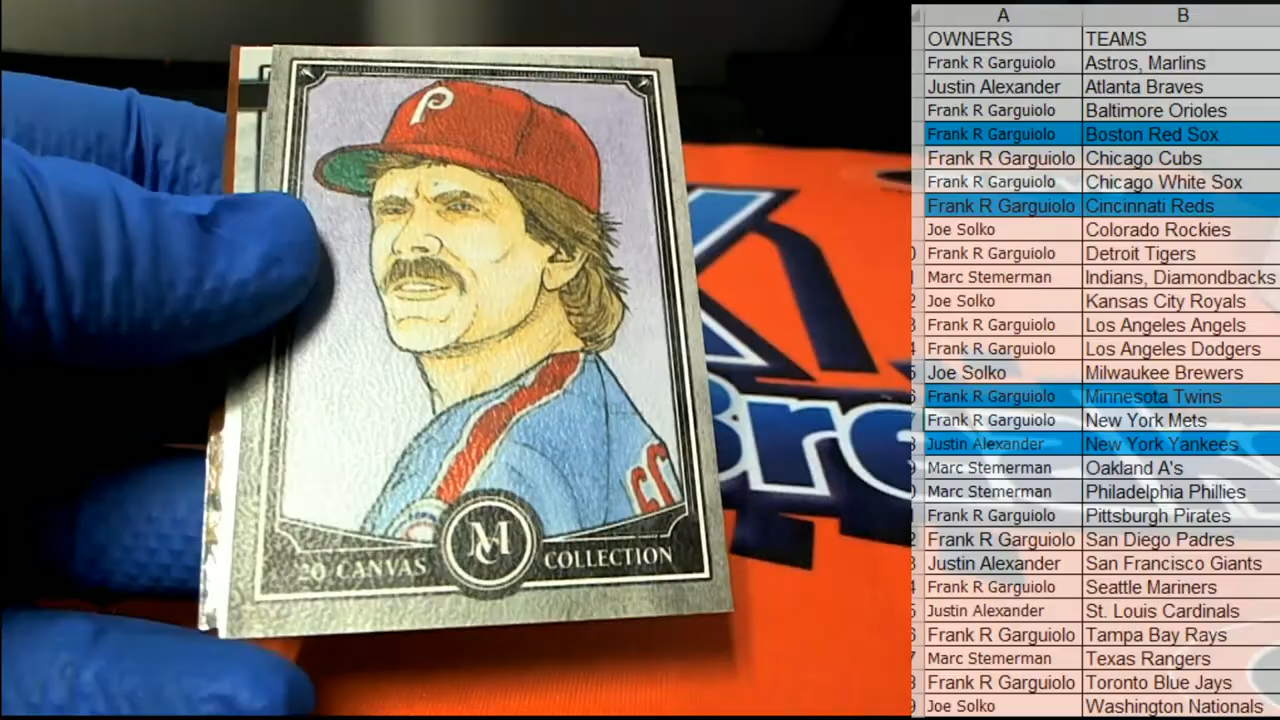 P
20 CANVAS MC COLLECTION
Bre
A B
OWNERS TEAMS
Frank R Garguiolo Astros, Marlins
Justin Alexander Atlanta Braves
Frank R Garguiolo Baltimore Orioles
Frank R Garguiolo Boston Red Sox
Frank R Garguiolo Chicago Cubs
Frank R Garguiolo Chicago White Sox
Frank R Garguiolo Cincinnati Reds
Joe Solko Colorado Rockies
Frank R Garguiolo Detroit Tigers
Marc Stemerman Indians, Diamondbacks
Joe Solko Kansas City Royals
Frank R Garguiolo Los Angeles Angels
Frank R Garguiolo Los Angeles Dodgers
Joe Solko Milwaukee Brewers
Frank R Garguiolo Minnesota Twins
Frank R Garguiolo New York Mets
Justin Alexander New York Yankees
Marc Stemerman Oakland A's
Marc Stemerman Philadelphia Phillies
Frank R Garguiolo Pittsburgh Pirates
Frank R Garguiolo San Diego Padres
Justin Alexander San Francisco Giants
Frank R Garguiolo Seattle Mariners
Justin Alexander St. Louis Cardinals
Frank R Garguiolo Tampa Bay Rays
Marc Stemerman Texas Rangers
Frank R Garguiolo Toronto Blue Jays
Joe Solko Washington Nationals